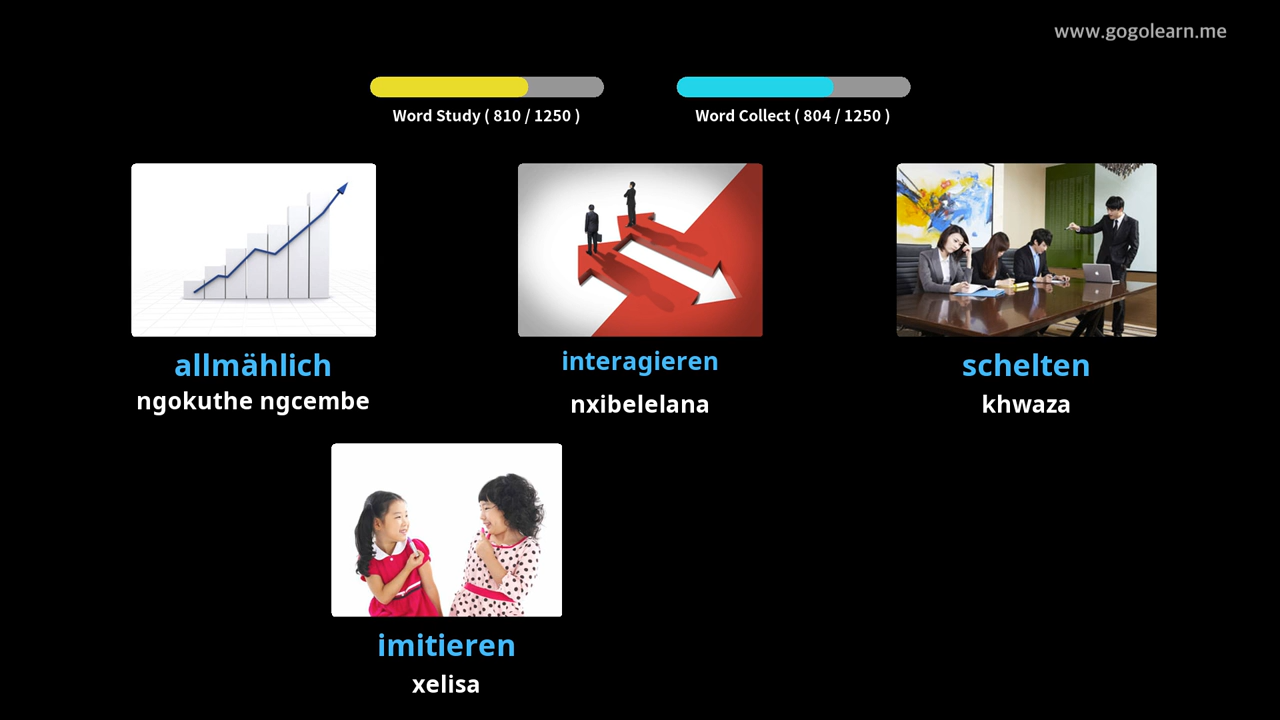 www.gogolearn.me
Word Study ( 810 / 1250 )
Word Collect ( 804 / 1250 )
allmählich
ngokuthe ngcembe
interagieren
nxibelelana
schelten
khwaza
imitieren
xelisa